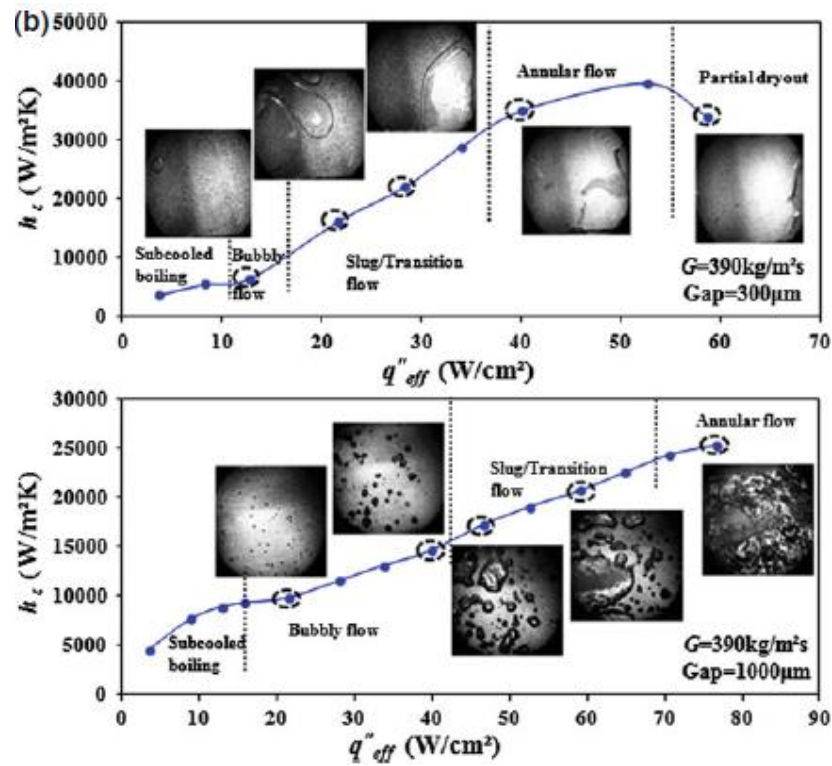 (b)
50000
40000
30000
20000
10000
0
h_c (W/m²K)
Subcooled
boiling
Bubbly
flow
Slug/Transition
flow
Annular flow
Partial dryout
G=390kg/m²s
Gap=300μm
0 10 20 30 40 50 60 70
q"eff (W/cm²)
30000
25000
20000
15000
10000
5000
0
h_c (W/m²K)
Subcooled
boiling
Bubbly flow
Slug/Transition
flow
Annular flow
G=390kg/m²s
Gap=1000μm
0 10 20 30 40 50 60 70 80 90
q"eff (W/cm²)